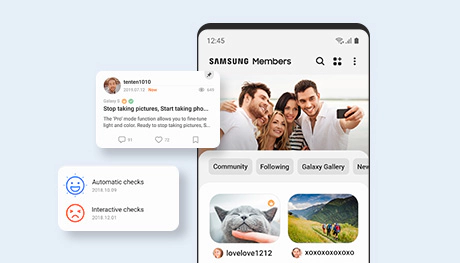 12:45
SAMSUNG Members
tenten1010
2019.07.12 New
649
Galaxy S
Stop taking pictures, Start taking pho...
The 'Pro' mode function allows you to fine-tune
light and color. Ready to stop taking pictures, S...
91
72
Community
Following
Galaxy Gallery
New
Automatic checks
2018.10.09
Interactive checks
2018.12.01
lovelove1212
xoxoxoxoxoxo